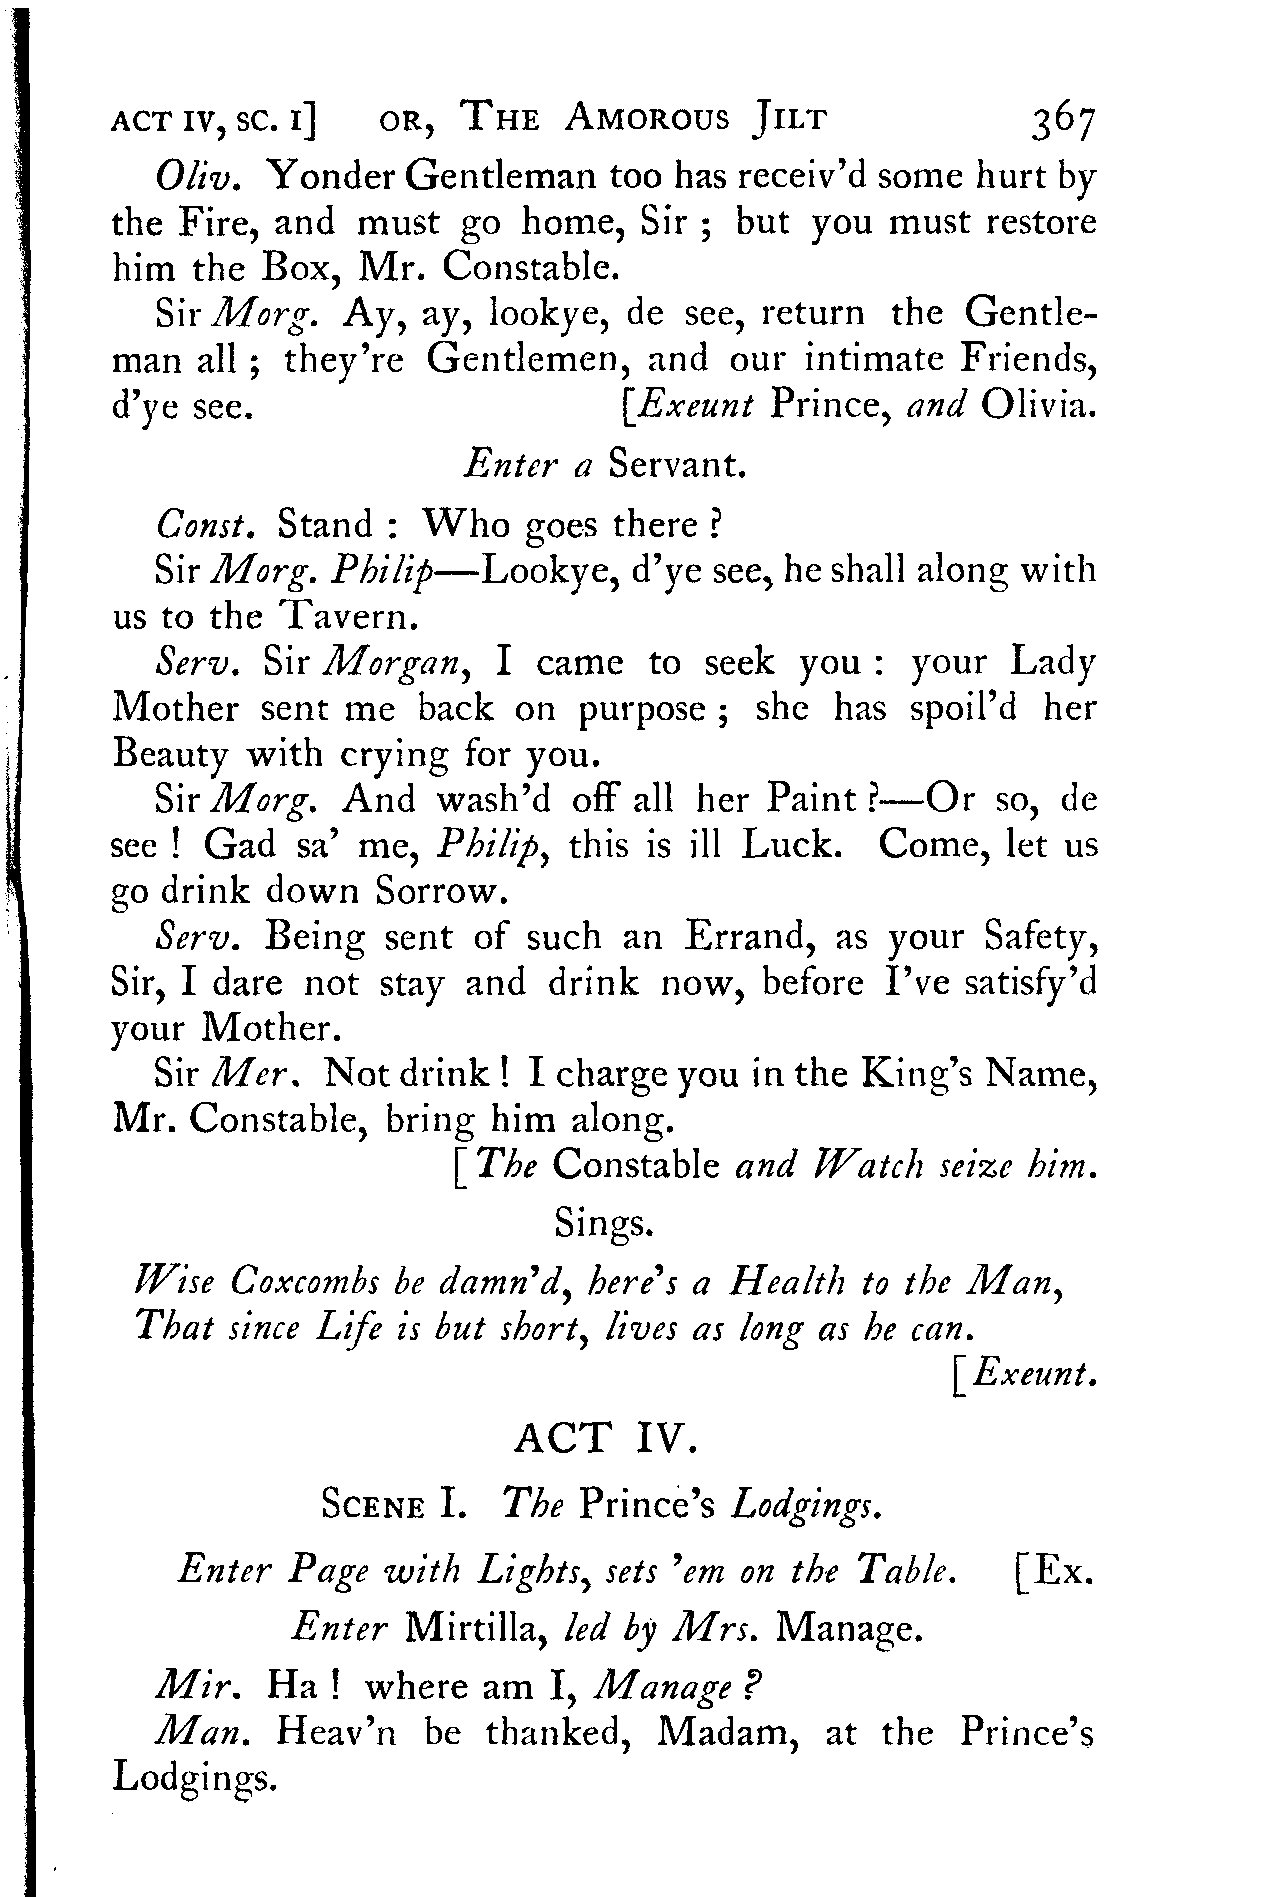 ACT IV, SC. I] OR, THE AMOROUS JILT 367
Oliv. Yonder Gentleman too has receiv'd some hurt by
the Fire, and must go home, Sir ; but you must restore
him the Box, Mr. Constable.
Sir Morg. Ay, ay, lookye, de see, return the Gentle-
man all ; they're Gentlemen, and our intimate Friends,
d'ye see. [Exeunt Prince, and Olivia.
Enter a Servant.
Const. Stand : Who goes there ?
Sir Morg. Philip—Lookye, d'ye see, he shall along with
us to the Tavern.
Serv. Sir Morgan, I came to seek you : your Lady
Mother sent me back on purpose ; she has spoil'd her
Beauty with crying for you.
Sir Morg. And wash'd off all her Paint ?—Or so, de
see ! Gad sa' me, Philip, this is ill Luck. Come, let us
go drink down Sorrow.
Serv. Being sent of such an Errand, as your Safety,
Sir, I dare not stay and drink now, before I've satisfy'd
your Mother.
Sir Mer. Not drink ! I charge you in the King's Name,
Mr. Constable, bring him along.
[The Constable and Watch seize him.
Sings.
Wise Coxcombs be damn'd, here's a Health to the Man,
That since Life is but short, lives as long as he can.
[Exeunt.
ACT IV.
SCENE I. The Prince's Lodgings.
Enter Page with Lights, sets 'em on the Table. [Ex.
Enter Mirtilla, led by Mrs. Manage.
Mir. Ha ! where am I, Manage ?
Man. Heav'n be thanked, Madam, at the Prince's
Lodgings.